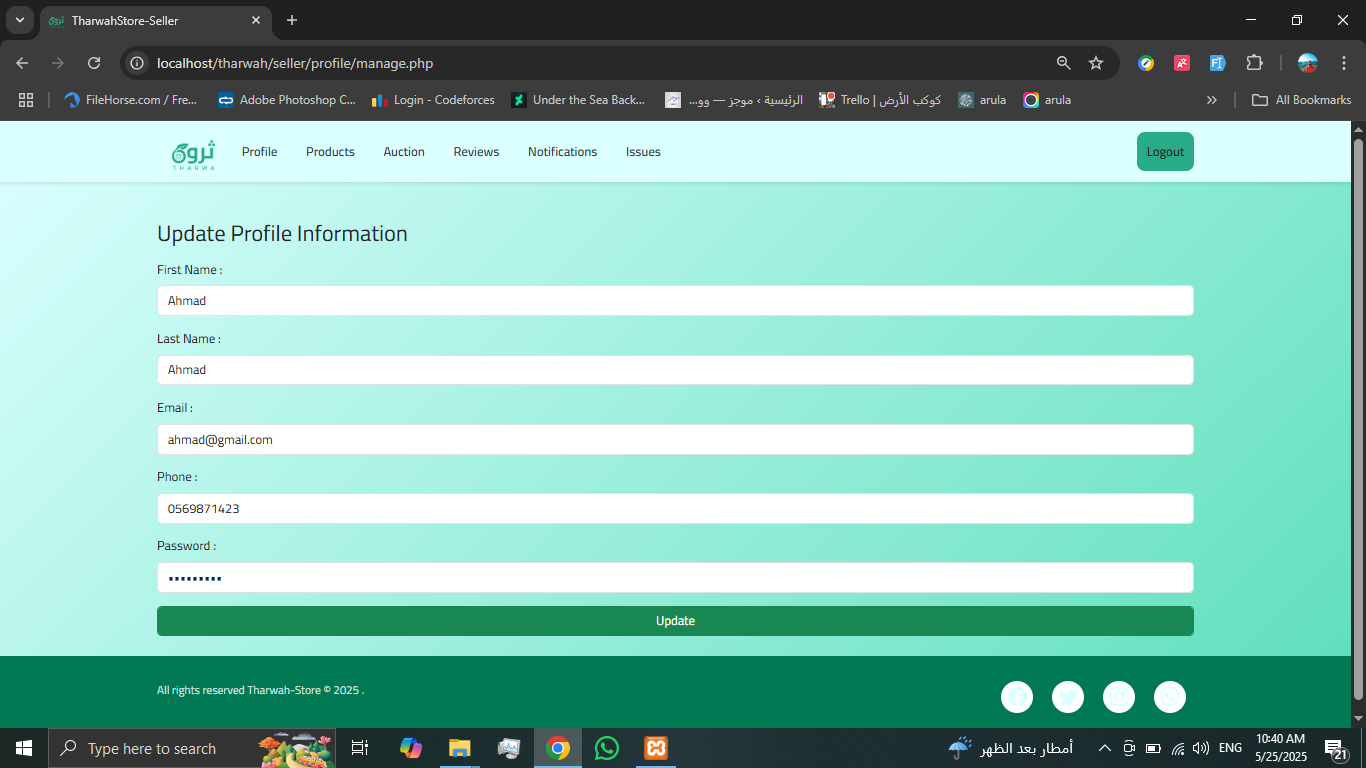 ثروة TharwahStore-Seller
localhost/tharwah/seller/profile/manage.php
FileHorse.com / Fre...
Adobe Photoshop C...
Login - Codeforces
Under the Sea Back...
الرئيسية › موجز — وو...
Trello | كوكب الأرض
arula
arula
All Bookmarks
ثروة
THARWA
Profile
Products
Auction
Reviews
Notifications
Issues
Logout
Update Profile Information
First Name :
Ahmad
Last Name :
Ahmad
Email :
ahmad@gmail.com
Phone :
0569871423
Password :
•••••••••
Update
All rights reserved Tharwah-Store © 2025 .
Type here to search
أمطار بعد الظهر
ENG
10:40 AM
5/25/2025
21